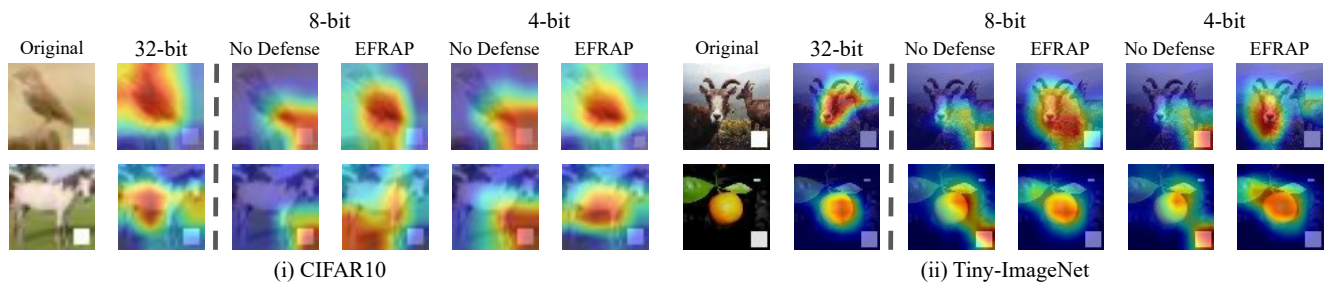 8-bit 4-bit 8-bit 4-bit
Original 32-bit No Defense EFRAP No Defense EFRAP Original 32-bit No Defense EFRAP No Defense EFRAP
(i) CIFAR10 (ii) Tiny-ImageNet